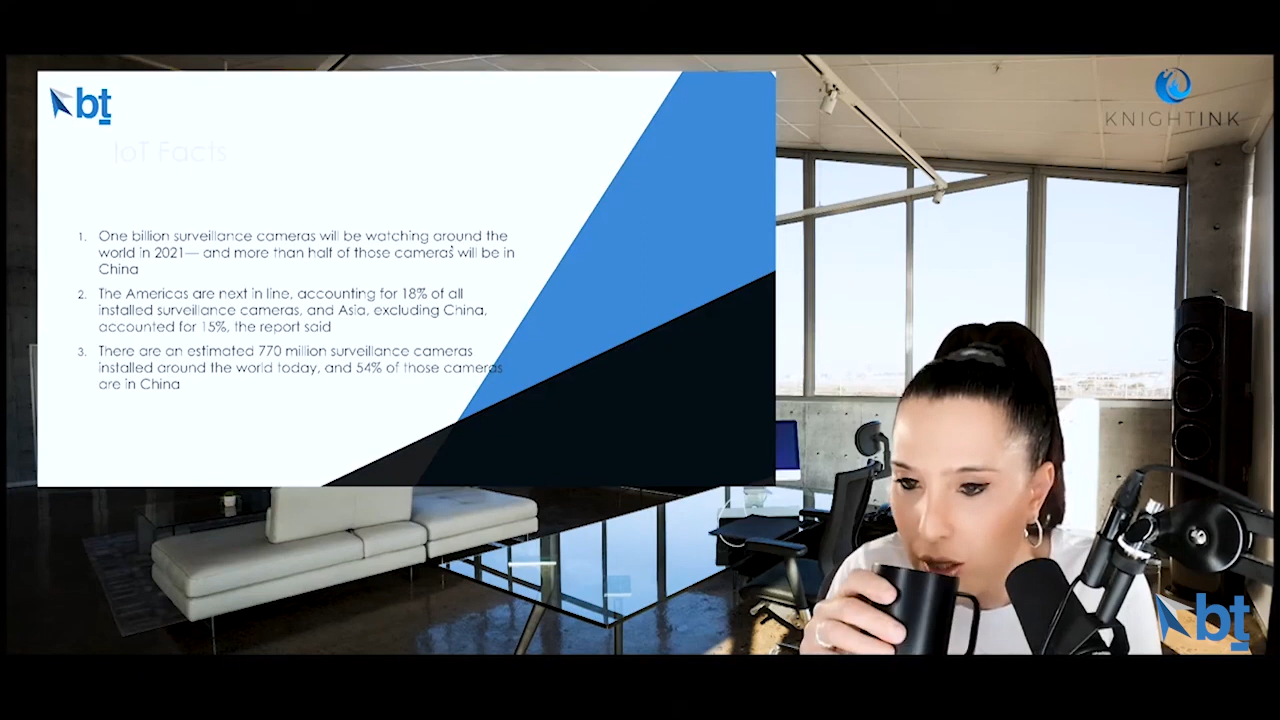 bt
KNIGHTINK
IoT Facts
1. One billion surveillance cameras will be watching around the
world in 2021— and more than half of those cameras will be in
China
2. The Americas are next in line, accounting for 18% of all
installed surveillance cameras, and Asia, excluding China,
accounted for 15%, the report said
3. There are an estimated 770 million surveillance cameras
installed around the world today, and 54% of those cameras
are in China
bt